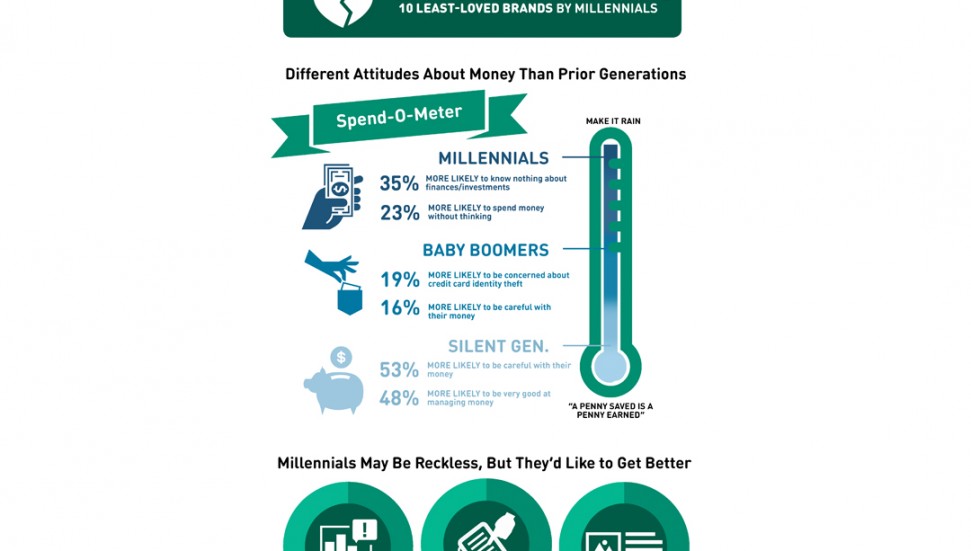 10 LEAST-LOVED BRANDS BY MILLENNIALS
Different Attitudes About Money Than Prior Generations
Spend-O-Meter
MAKE IT RAIN
MILLENNIALS
35% MORE LIKELY to know nothing about
finances/investments
23% MORE LIKELY to spend money
without thinking
BABY BOOMERS
19% MORE LIKELY to be concerned about
credit card identity theft
16% MORE LIKELY to be careful with
their money
SILENT GEN.
53% MORE LIKELY to be careful with their
money
48% MORE LIKELY to be very good at
managing money
"A PENNY SAVED IS A
PENNY EARNED"
Millennials May Be Reckless, But They'd Like to Get Better